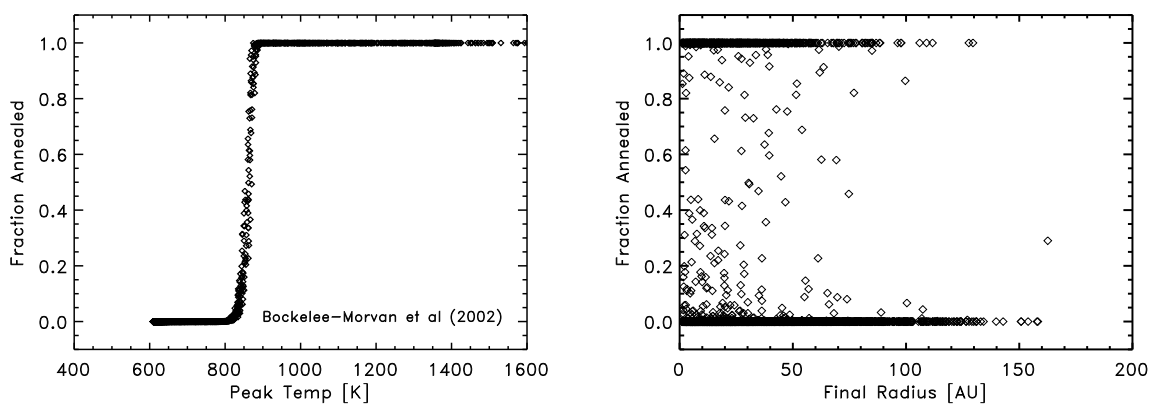 Fraction Annealed
1.0
0.8
0.6
0.4
0.2
0.0
Bockelee-Morvan et al (2002)
400 600 800 1000 1200 1400 1600
Peak Temp [K]
Fraction Annealed
1.0
0.8
0.6
0.4
0.2
0.0
0 50 100 150 200
Final Radius [AU]